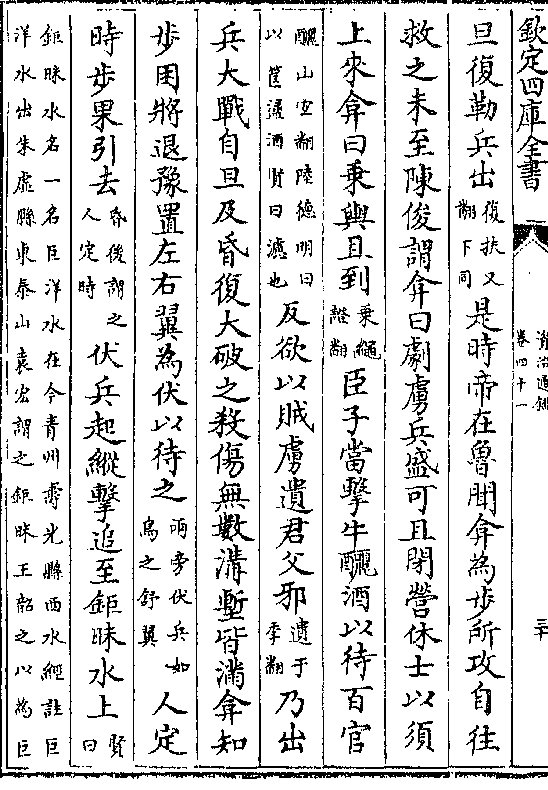 欽定四庫全書
資治通鑑
卷四十一
三十
旦復勒兵出復扶又翻下同是時帝在魯聞弇為步所攻自往
救之未至陳俊謂弇曰劇虜兵盛可且閉營休士以須
上來弇曰乗輿且到乗繩證翻臣子當擊牛釃酒以待百官
釃山宜翻陸德明曰以筐漉酒賢曰濾也反欲以賊虜遺君父邪遺于季翻乃出
兵大戰自旦及昏復大破之殺傷無數溝塹皆滿弇知
步困將退豫置左右翼為伏以待之兩旁伏兵如鳥之舒翼人定
時步果引去昏後謂之人定時伏兵起縱擊追至鉅昧水上賢曰
鉅昧水名一名巨洋水在今青州壽光縣西水經註巨洋水出朱虚縣東泰山袁宏謂之鉅昧王韶之以為巨